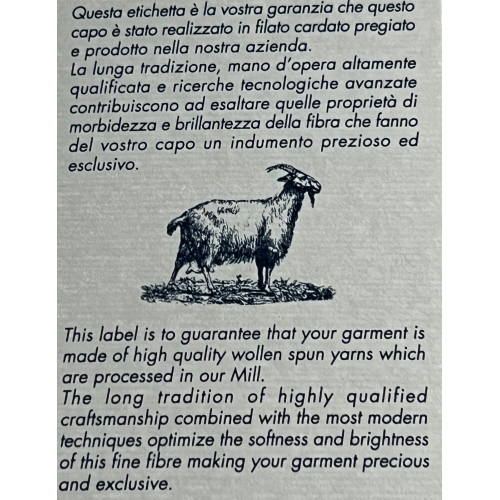 Questa etichetta è la vostra garanzia che questo
capo è stato realizzato in filato cardato pregiato
e prodotto nella nostra azienda.
La lunga tradizione, mano d'opera altamente
qualificata e ricerche tecnologiche avanzate
contribuiscono ad esaltare quelle proprietà di
morbidezza e brillantezza della fibra che fanno
del vostro capo un indumento prezioso ed
esclusivo.
This label is to guarantee that your garment is
made of high quality wollen spun yarns which
are processed in our Mill.
The long tradition of highly qualified
craftsmanship combined with the most modern
techniques optimize the softness and brightness
of this fine fibre making your garment precious
and exclusive.